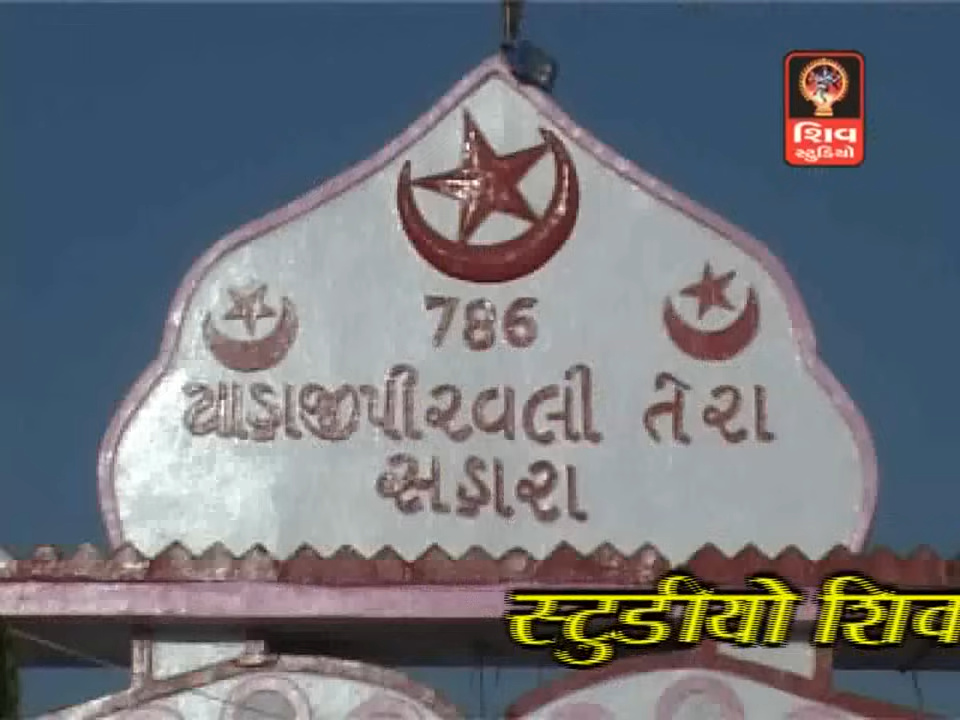 શિવ
સ્ટુડિયો
786
યાહાજીપીરવલી તેરા
સહારા
स्टुडीयो शिव